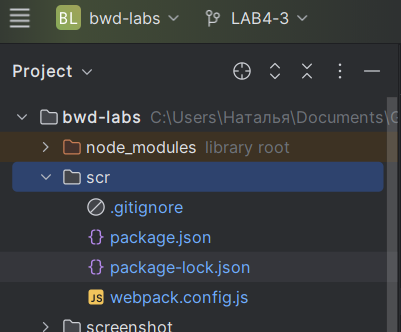 BL bwd-labs LAB4-3
Project
bwd-labs C:\Users\Наталья\Documents\G
node_modules library root
scr
.gitignore
{} package.json
{} package-lock.json
JS webpack.config.js
screenshot